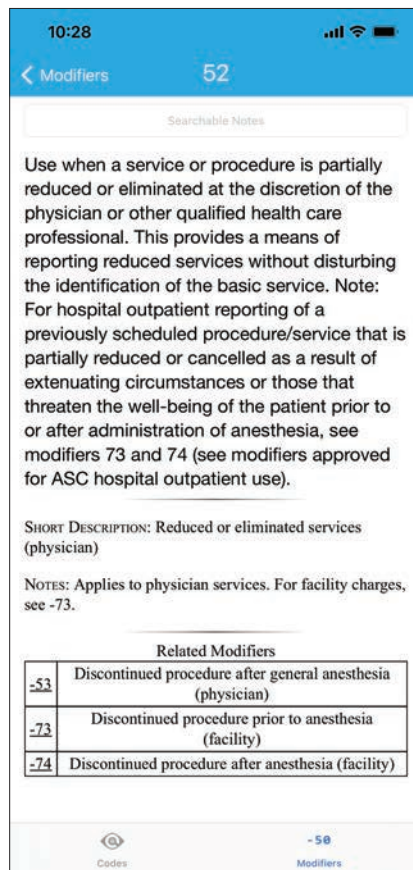 10:28
Modifiers
52
Searchable Notes
Use when a service or procedure is partially
reduced or eliminated at the discretion of the
physician or other qualified health care
professional. This provides a means of
reporting reduced services without disturbing
the identification of the basic service. Note:
For hospital outpatient reporting of a
previously scheduled procedure/service that is
partially reduced or cancelled as a result of
extenuating circumstances or those that
threaten the well-being of the patient prior to
or after administration of anesthesia, see
modifiers 73 and 74 (see modifiers approved
for ASC hospital outpatient use).
SHORT DESCRIPTION: Reduced or eliminated services
(physician)
NOTES: Applies to physician services. For facility charges,
see -73.
Related Modifiers
-53 Discontinued procedure after general anesthesia
(physician)
-73 Discontinued procedure prior to anesthesia
(facility)
-74 Discontinued procedure after anesthesia (facility)
-50
Codes
Modifiers